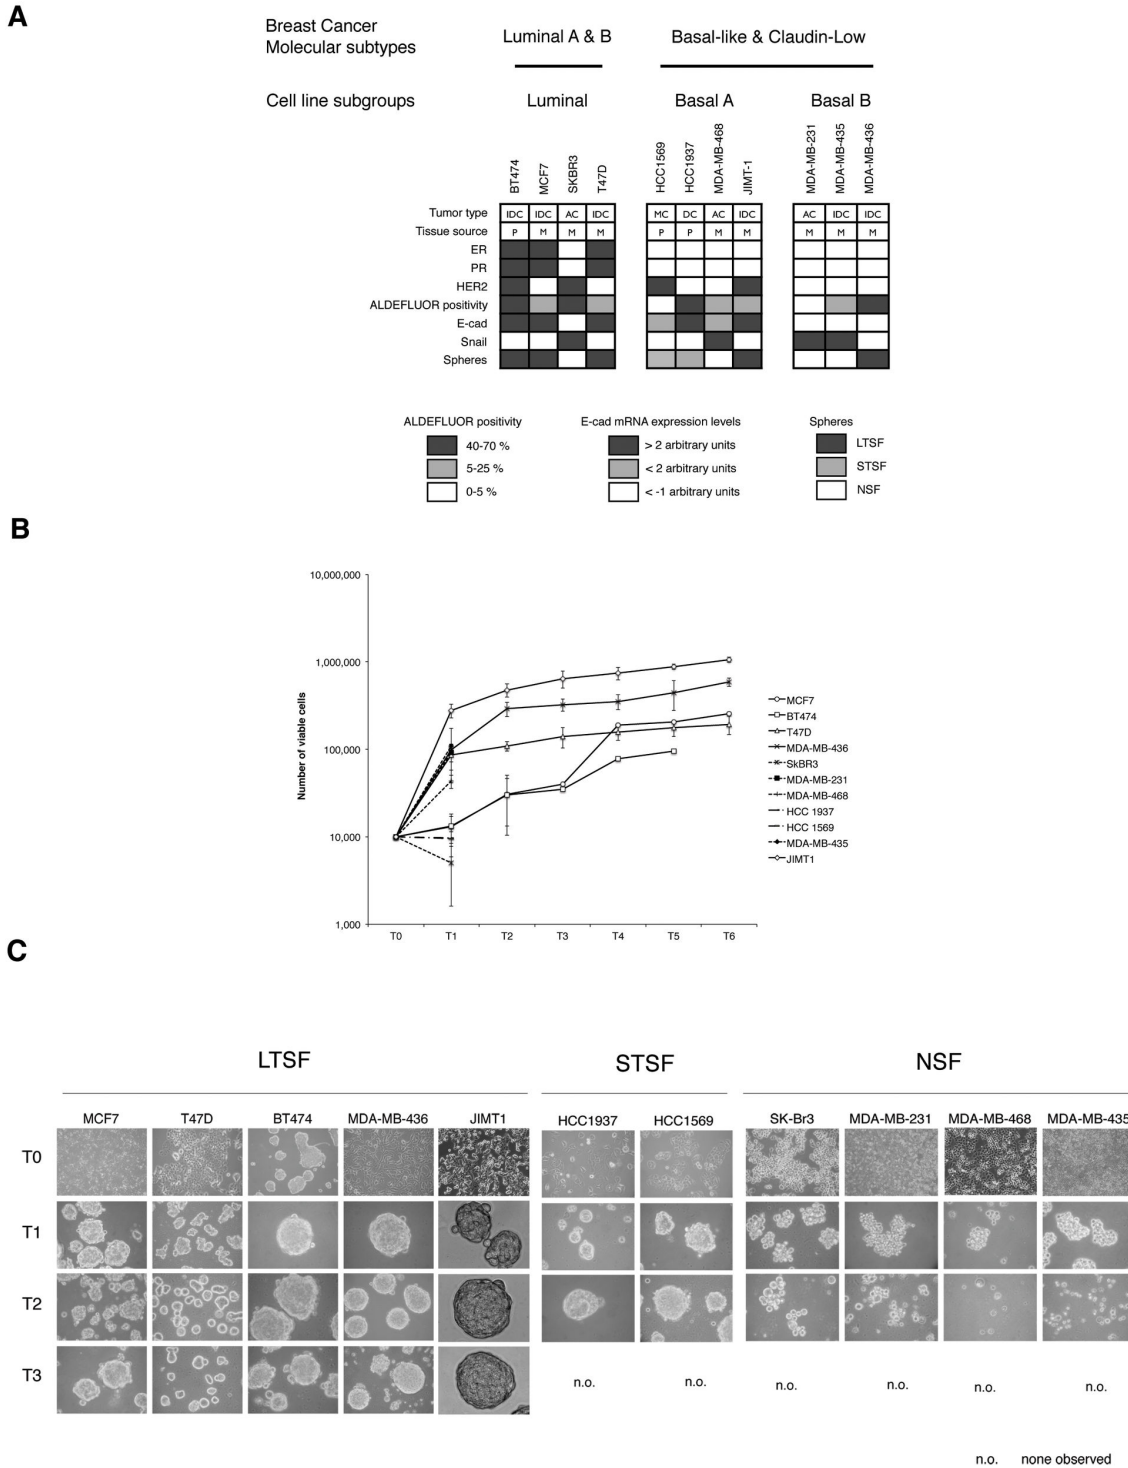 A
Breast Cancer
Molecular subtypes
Luminal A & B
Basal-like & Claudin-Low
Cell line subgroups
Luminal
Basal A
Basal B
BT474
MCF7
SKBR3
T47D
HCC1569
HCC1937
MDA-MB-468
JIMT-1
MDA-MB-231
MDA-MB-435
MDA-MB-436
Tumor type IDC IDC AC IDC MC DC AC IDC AC IDC IDC
Tissue source P M M M P P M M M M M
ER
PR
HER2
ALDEFLUOR positivity
E-cad
Snail
Spheres
ALDEFLUOR positivity
40-70 %
5-25 %
0-5 %
E-cad mRNA expression levels
> 2 arbitrary units
< 2 arbitrary units
< -1 arbitrary units
Spheres
LTSF
STSF
NSF
B
Number of viable cells
10,000,000
1,000,000
100,000
10,000
1,000
T0 T1 T2 T3 T4 T5 T6
MCF7
BT474
T47D
MDA-MB-436
SkBR3
MDA-MB-231
MDA-MB-468
HCC 1937
HCC 1569
MDA-MB-435
JIMT1
C
LTSF STSF NSF
MCF7 T47D BT474 MDA-MB-436 JIMT1 HCC1937 HCC1569 SK-Br3 MDA-MB-231 MDA-MB-468 MDA-MB-435
T0
T1
T2
T3
n.o. n.o. n.o. n.o. n.o. n.o.
n.o. none observed